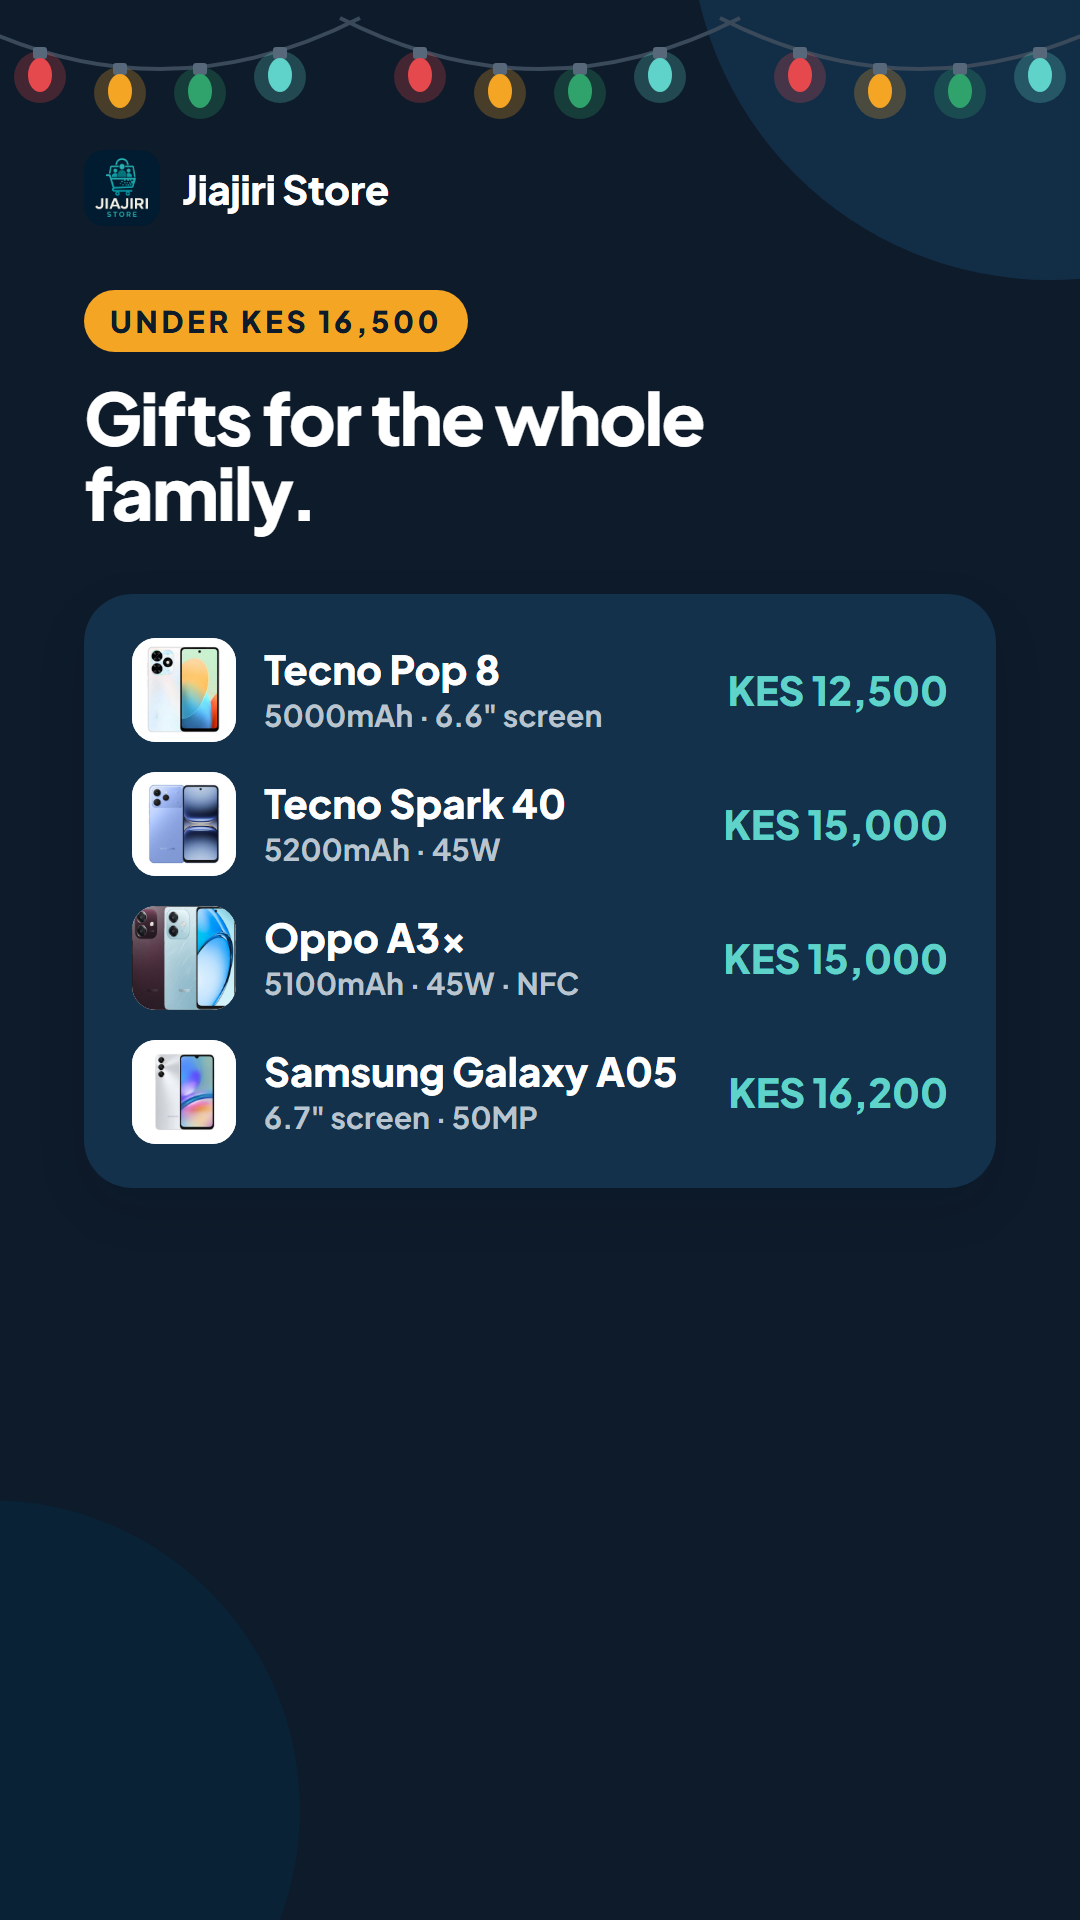 JIAJIRI
STORE
Jiajiri Store
UNDER KES 16,500
Gifts for the whole
family.
Tecno Pop 8
5000mAh · 6.6" screen
KES 12,500
Tecno Spark 40
5200mAh · 45W
KES 15,000
Oppo A3x
5100mAh · 45W · NFC
KES 15,000
Samsung Galaxy A05
6.7" screen · 50MP
KES 16,200